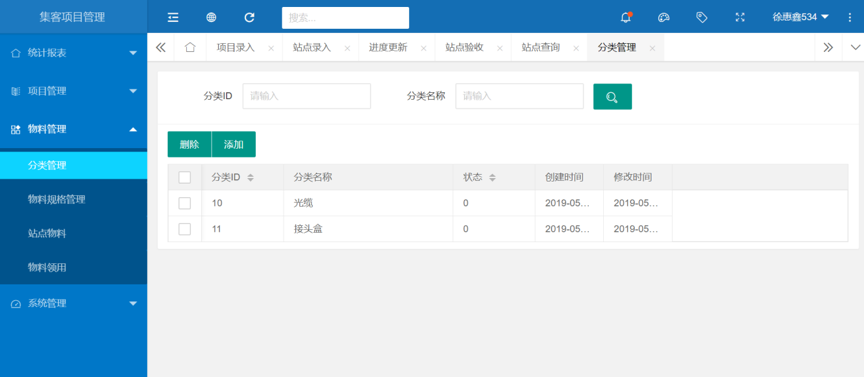 集客项目管理
搜索...
徐惠鑫534
统计报表
项目管理
物料管理
分类管理
物料规格管理
站点物料
物料领用
系统管理
项目录入 站点录入 进度更新 站点验收 站点查询 分类管理
分类ID 请输入 分类名称 请输入
删除 添加
分类ID 分类名称 状态 创建时间 修改时间
10 光缆 0 2019-05... 2019-05...
11 接头盒 0 2019-05... 2019-05...